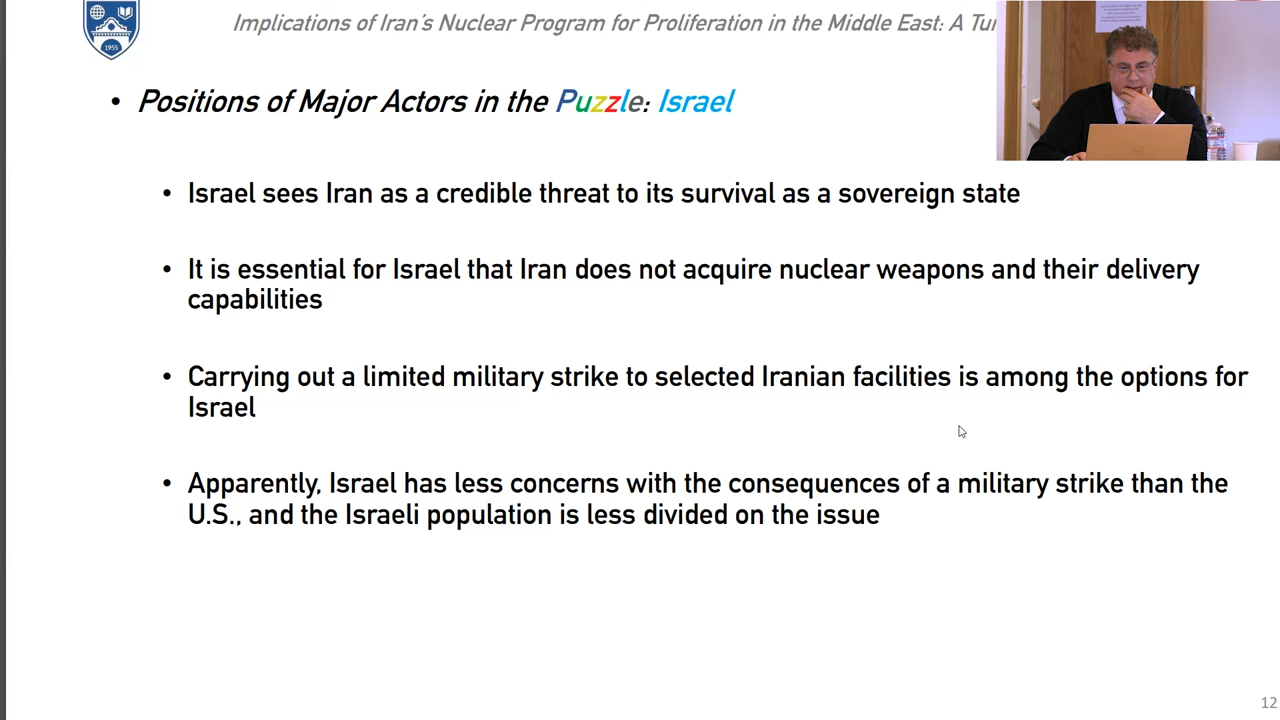 Implications of Iran's Nuclear Program for Proliferation in the Middle East: A
1955
• Positions of Major Actors in the Puzzle: Israel
• Israel sees Iran as a credible threat to its survival as a sovereign state
• It is essential for Israel that Iran does not acquire nuclear weapons and their delivery
capabilities
• Carrying out a limited military strike to selected Iranian facilities is among the options for
Israel
• Apparently, Israel has less concerns with the consequences of a military strike than the
U.S., and the Israeli population is less divided on the issue
12